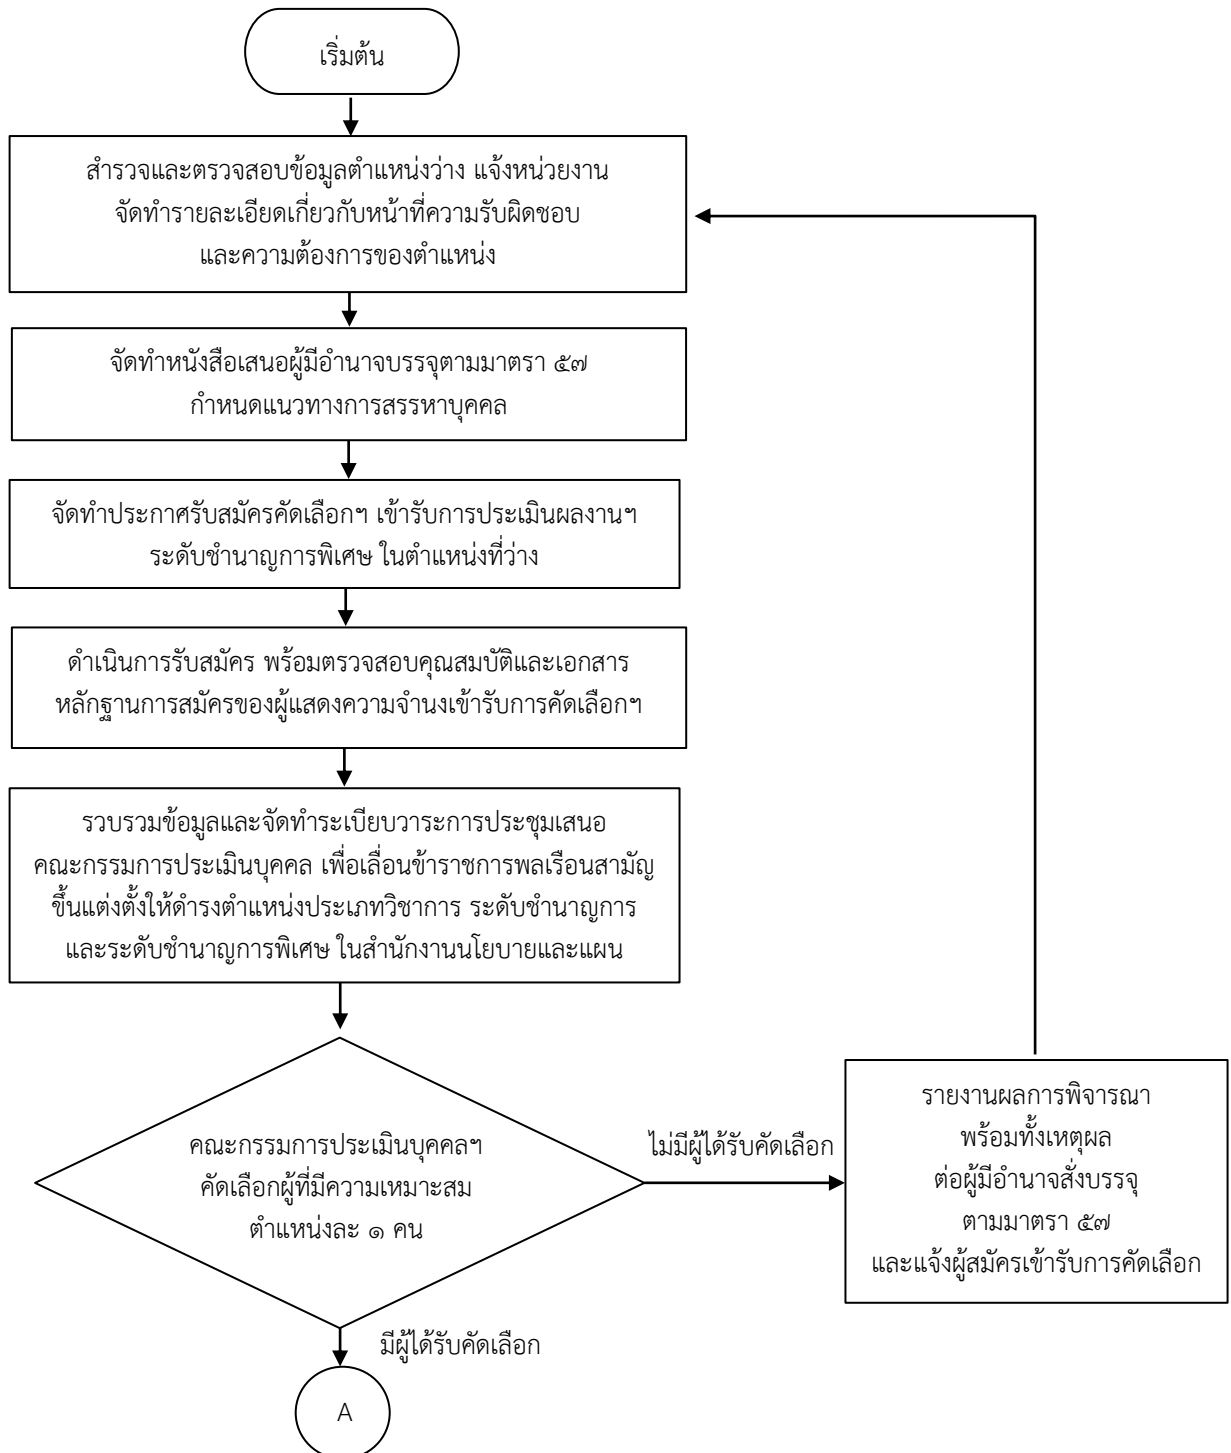 เริ่มต้น
สำรวจและตรวจสอบข้อมูลตำแหน่งว่าง แจ้งหน่วยงาน
จัดทำรายละเอียดเกี่ยวกับหน้าที่ความรับผิดชอบ
และความต้องการของตำแหน่ง
จัดทำหนังสือเสนอผู้มีอำนาจบรรจุตามมาตรา ๕๗
กำหนดแนวทางการสรรหาบุคคล
จัดทำประกาศรับสมัครคัดเลือกฯ เข้ารับการประเมินผลงานฯ
ระดับชำนาญการพิเศษ ในตำแหน่งที่ว่าง
ดำเนินการรับสมัคร พร้อมตรวจสอบคุณสมบัติและเอกสาร
หลักฐานการสมัครของผู้แสดงความจำนงเข้ารับการคัดเลือกฯ
รวบรวมข้อมูลและจัดทำระเบียบวาระการประชุมเสนอ
คณะกรรมการประเมินบุคคล เพื่อเลื่อนข้าราชการพลเรือนสามัญ
ขึ้นแต่งตั้งให้ดำรงตำแหน่งประเภทวิชาการ ระดับชำนาญการ
และระดับชำนาญการพิเศษ ในสำนักงานนโยบายและแผน
คณะกรรมการประเมินบุคคลฯ
คัดเลือกผู้ที่มีความเหมาะสม
ตำแหน่งละ ๑ คน
ไม่มีผู้ได้รับคัดเลือก
รายงานผลการพิจารณา
พร้อมทั้งเหตุผล
ต่อผู้มีอำนาจสั่งบรรจุ
ตามมาตรา ๕๗
และแจ้งผู้สมัครเข้ารับการคัดเลือก
มีผู้ได้รับคัดเลือก
A